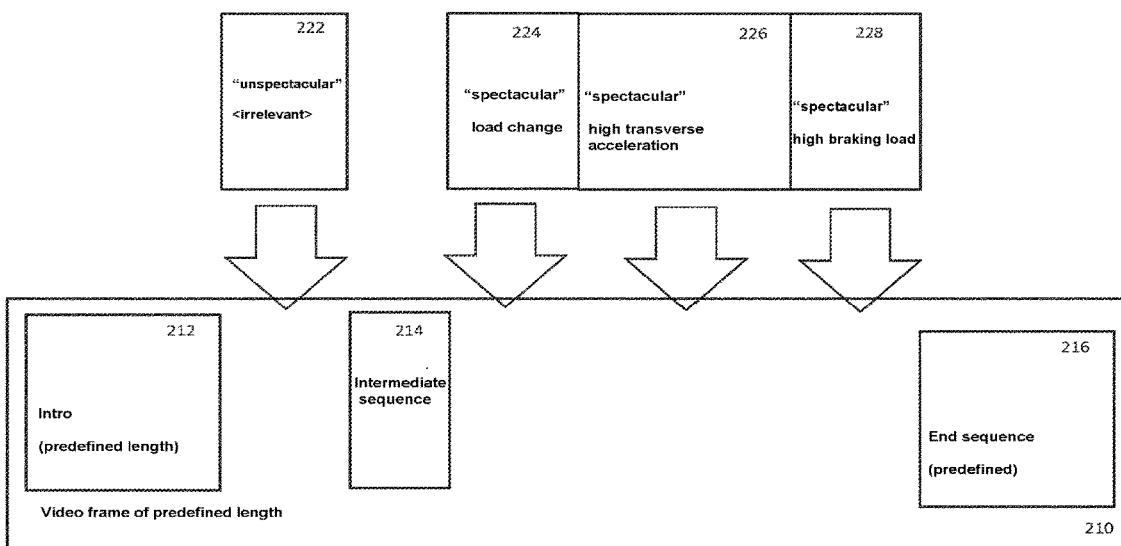 222
"unspectacular"
<irrelevant>
224
"spectacular"
load change
226
"spectacular"
high transverse
acceleration
228
"spectacular"
high braking load
212
Intro
(predefined length)
214
Intermediate
sequence
216
End sequence
(predefined)
Video frame of predefined length
210